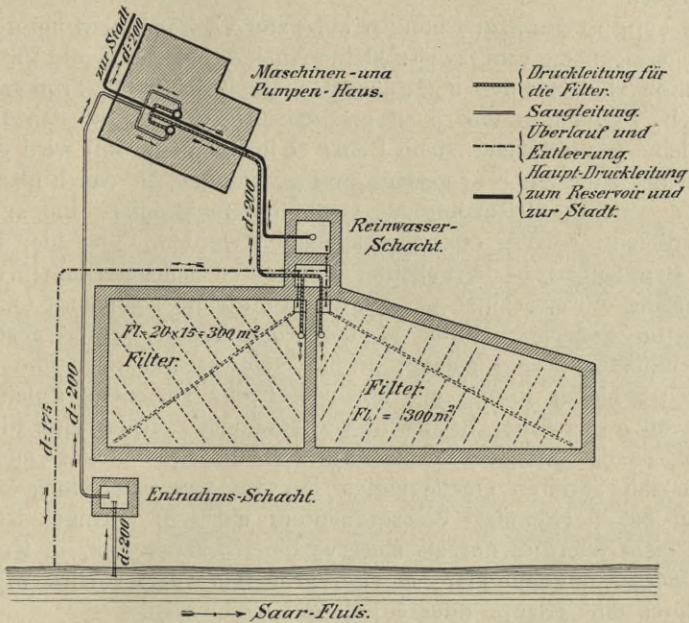 zur Stadt
d=200
Maschinen-una
Pumpen-Haus.
Druckleitung für
die Filter.
Saugleitung.
Überlauf und
Entleerung.
Haupt-Druckleitung
zum Reservoir und
zur Stadt.
d=200
Reinwasser-
Schacht.
Fl.=20×15=300m²
Filter.
Filter.
Fl. = 300m²
d=175
d=200
Entnahms-Schacht.
d=200
Saar-Fluſs.